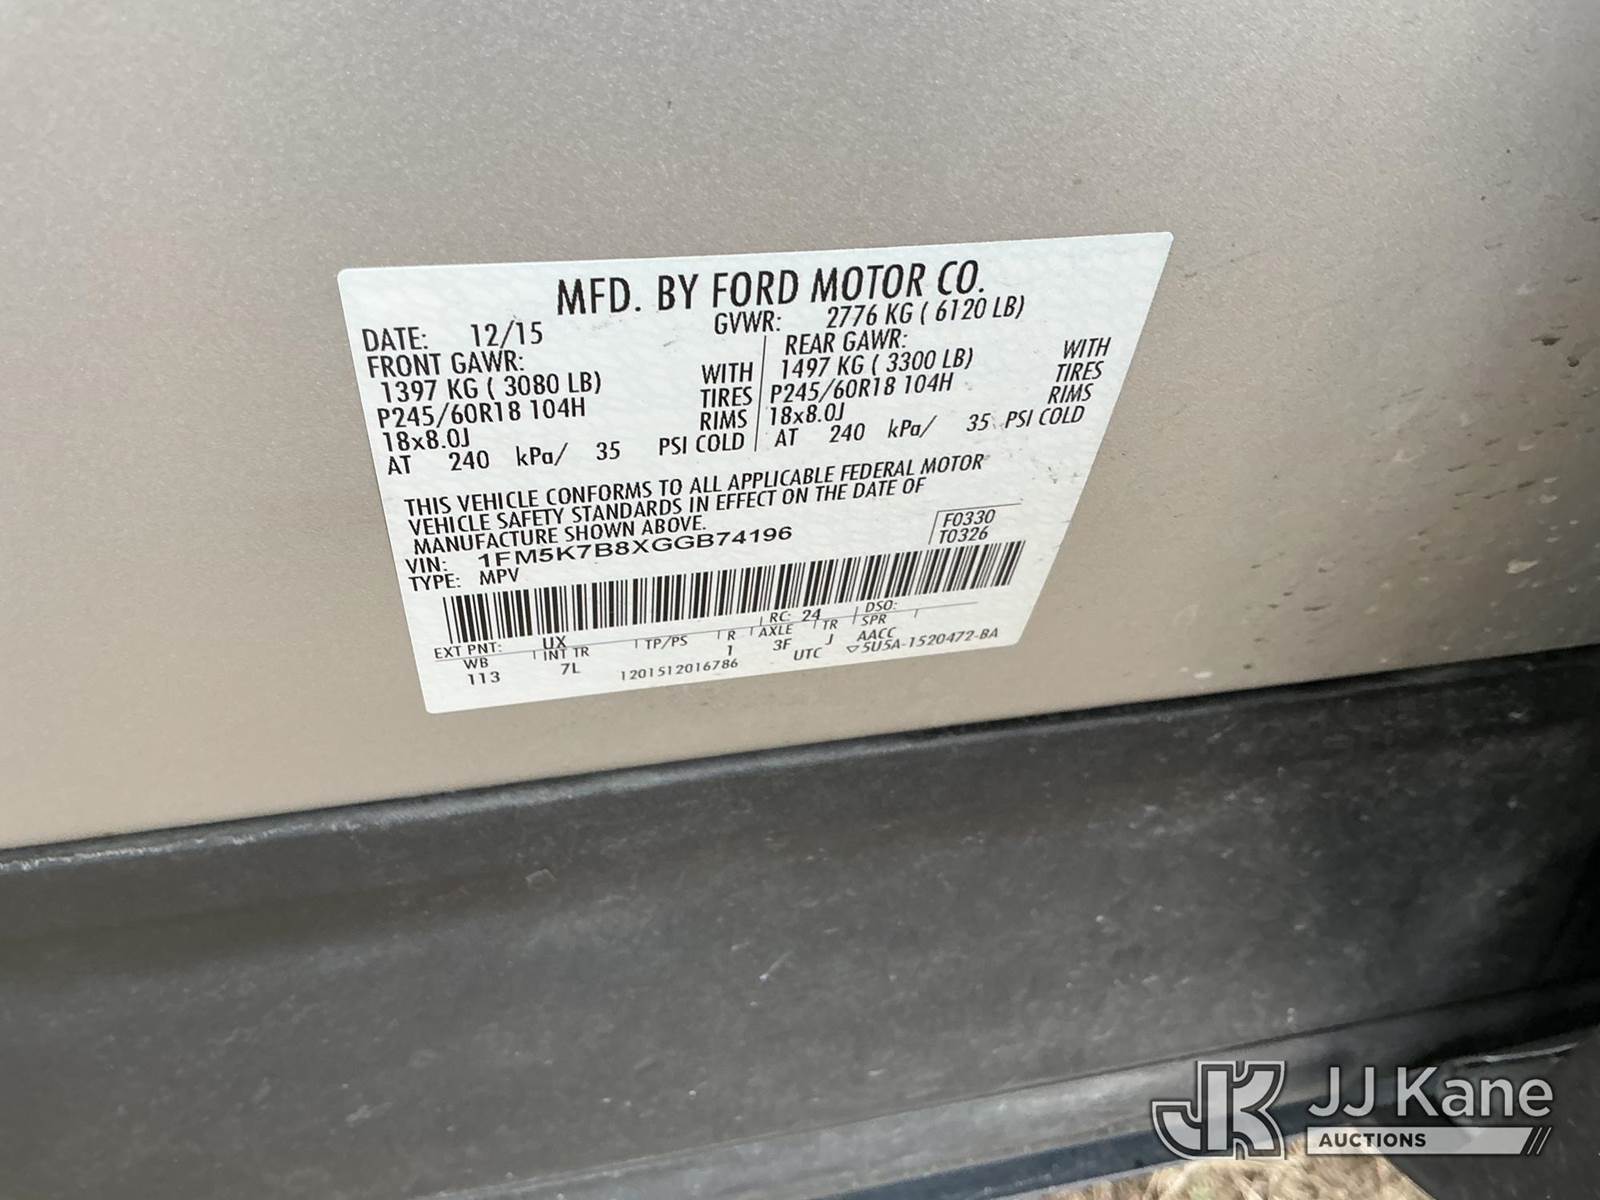 MFD. BY FORD MOTOR CO.
DATE: 12/15 GVWR: 2776 KG ( 6120 LB)
FRONT GAWR: REAR GAWR:
1397 KG ( 3080 LB) WITH 1497 KG ( 3300 LB) WITH
P245/60R18 104H TIRES P245/60R18 104H TIRES
18x8.0J RIMS 18x8.0J RIMS
AT 240 kPa/ 35 PSI COLD AT 240 kPa/ 35 PSI COLD
THIS VEHICLE CONFORMS TO ALL APPLICABLE FEDERAL MOTOR
VEHICLE SAFETY STANDARDS IN EFFECT ON THE DATE OF
MANUFACTURE SHOWN ABOVE.
VIN: 1FM5K7B8XGGB74196 F0330
TYPE: MPV T0326
EXT PNT: UX RC: 24 DSO:
WB INT TR TP/PS R AXLE TR SPR
113 7L 1 3F J AACC
1201512016786 UTC ▽5U5A-1520472-BA
JK JJ Kane
AUCTIONS